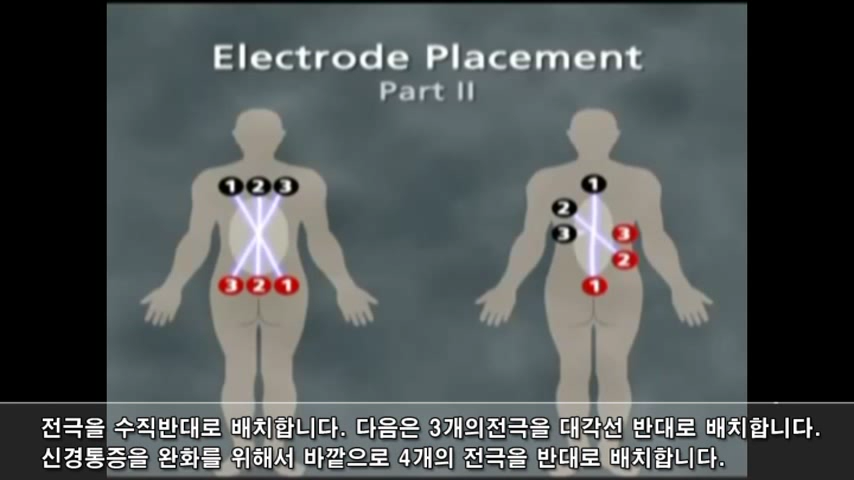 Electrode Placement
Part II
1 2 3
3 2 1
1
2
3 3
2
1
전극을 수직반대로 배치합니다. 다음은 3개의전극을 대각선 반대로 배치합니다.
신경통증을 완화를 위해서 바깥으로 4개의 전극을 반대로 배치합니다.